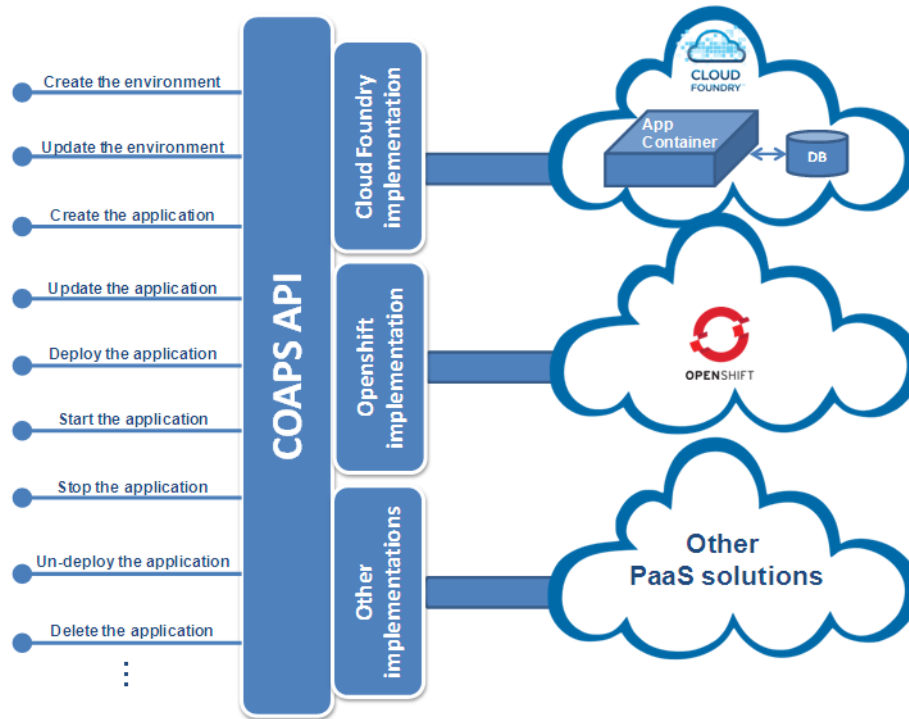 Create the environment
Update the environment
Create the application
Update the application
Deploy the application
Start the application
Stop the application
Un-deploy the application
Delete the application
COAPS API
Cloud Foundry
implementation
Openshift
implementation
Other
implementations
CLOUD
FOUNDRY™
App
Container
DB
OPENSHIFT
Other
PaaS solutions